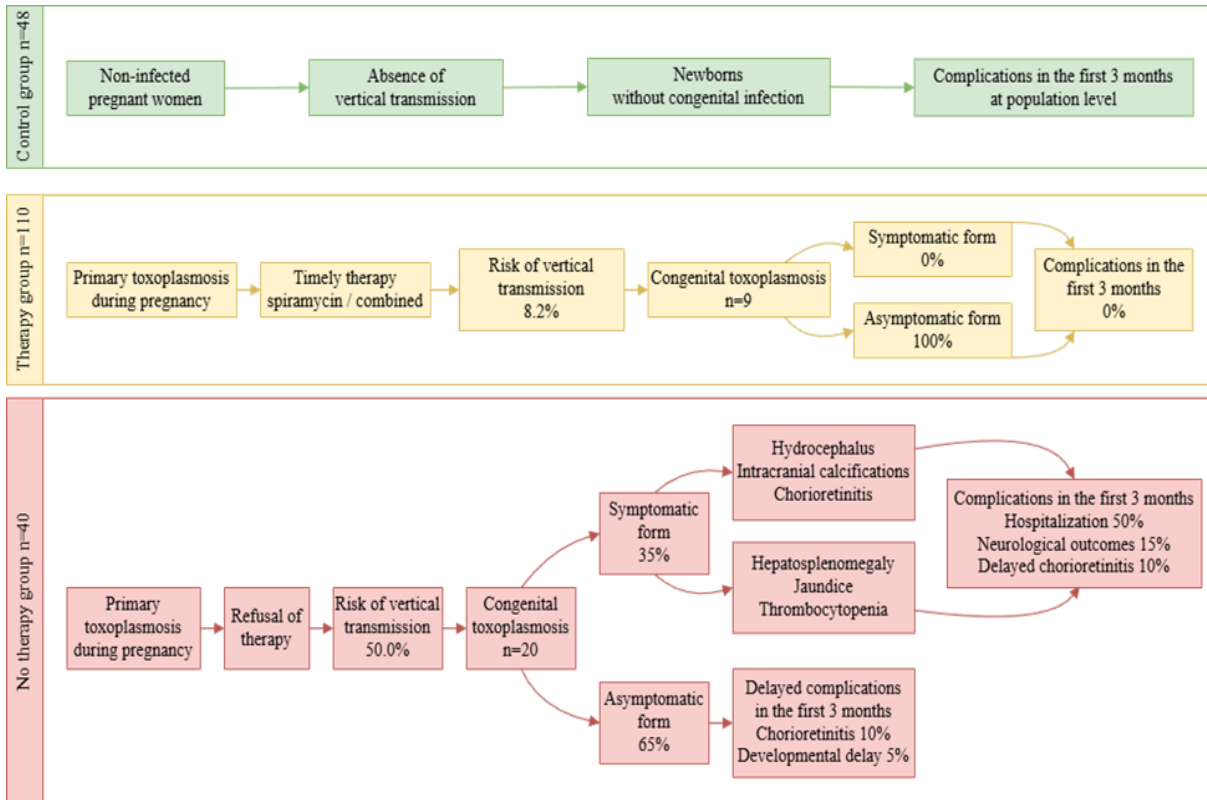 Control group n=48
Non-infected
pregnant women
Absence of
vertical transmission
Newborns
without congenital infection
Complications in the first 3 months
at population level
Therapy group n=110
Primary toxoplasmosis
during pregnancy
Timely therapy
spiramycin / combined
Risk of vertical
transmission
8.2%
Congenital toxoplasmosis
n=9
Symptomatic form
0%
Asymptomatic form
100%
Complications in the
first 3 months
0%
No therapy group n=40
Primary
toxoplasmosis
during pregnancy
Refusal of
therapy
Risk of vertical
transmission
50.0%
Congenital
toxoplasmosis
n=20
Symptomatic
form
35%
Hydrocephalus
Intracranial calcifications
Chorioretinitis
Hepatosplenomegaly
Jaundice
Thrombocytopenia
Complications in the first 3 months
Hospitalization 50%
Neurological outcomes 15%
Delayed chorioretinitis 10%
Asymptomatic
form
65%
Delayed complications
in the first 3 months
Chorioretinitis 10%
Developmental delay 5%